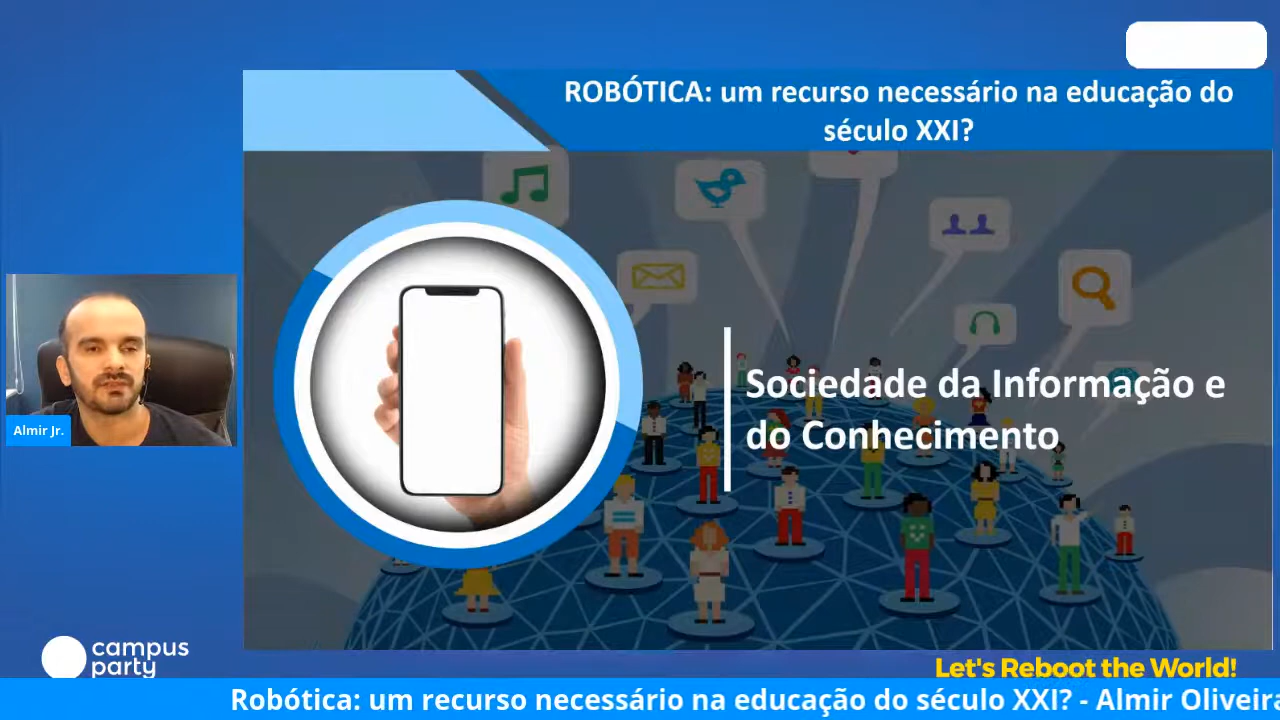 ROBÓTICA: um recurso necessário na educação do
século XXI?
Sociedade da Informação e
do Conhecimento
Almir Jr.
campus
party
Let's Reboot the World!
Robótica: um recurso necessário na educação do século XXI? - Almir Oliveira